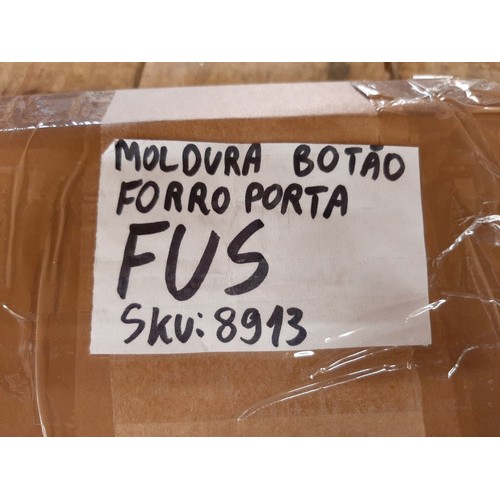 MOLDURA BOTÃO
FORRO PORTA
FUS
SKU: 8913